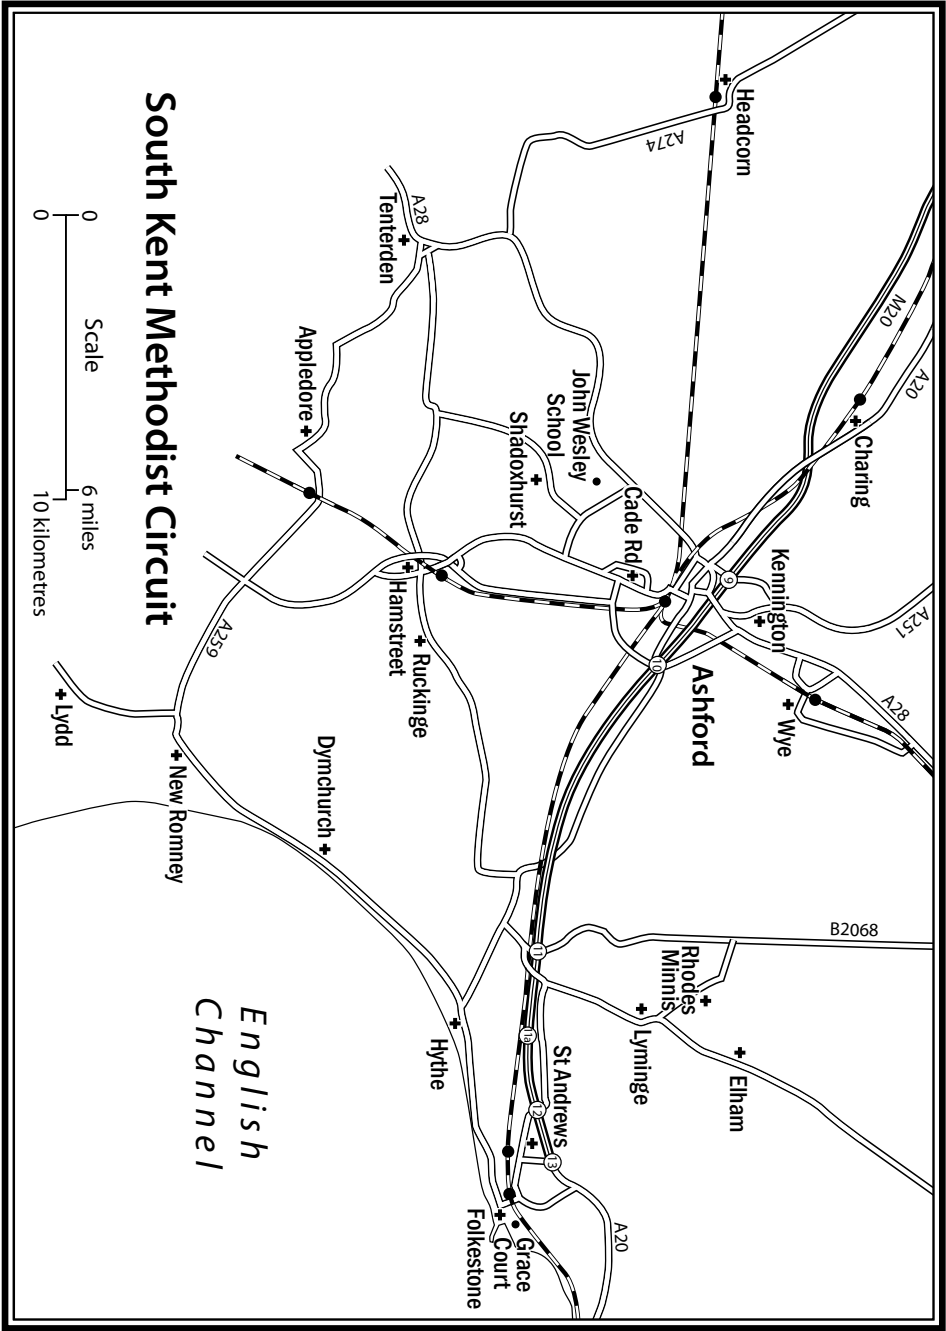 South Kent Methodist Circuit
0
Scale
6 miles
0
10 kilometres
Headcorn
A274
A28
Tenterden
Appledore
John Wesley
School
Shadoxhurst
Cade Rd
M20
A20
Charing
Kennington
A251
9
10
Ashford
A28
Wye
Hamstreet
Ruckinge
A259
Lydd
New Romney
Dymchurch
B2068
11
Rhodes
Minnis
Lyminge
Elham
11a
St Andrews
12
13
A20
Hythe
Grace
Court
Folkestone
English
Channel